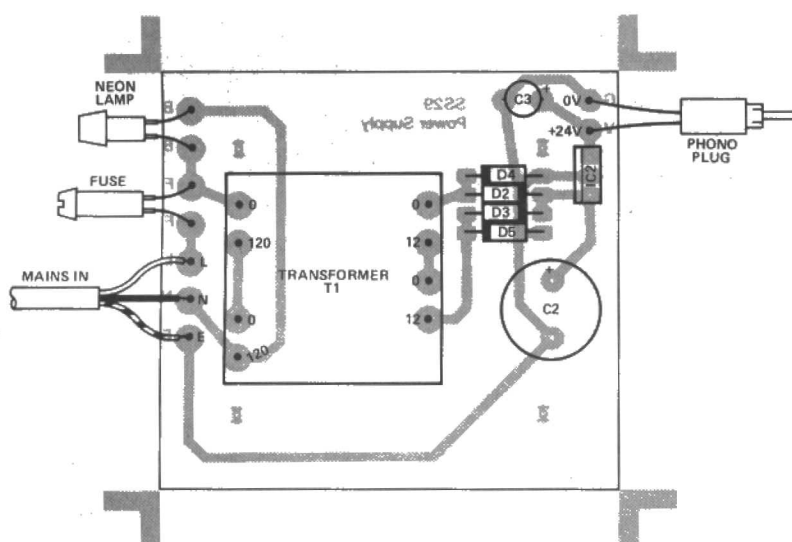 NEON
LAMP
FUSE
MAINS IN
B
B
F
F
L
N
E
SS29
Power Supply
0
120
0
120
TRANSFORMER
T1
0
12
0
12
C3
+
0V
+24V
PHONO
PLUG
IC2
D4
D2
D3
D5
+
C2